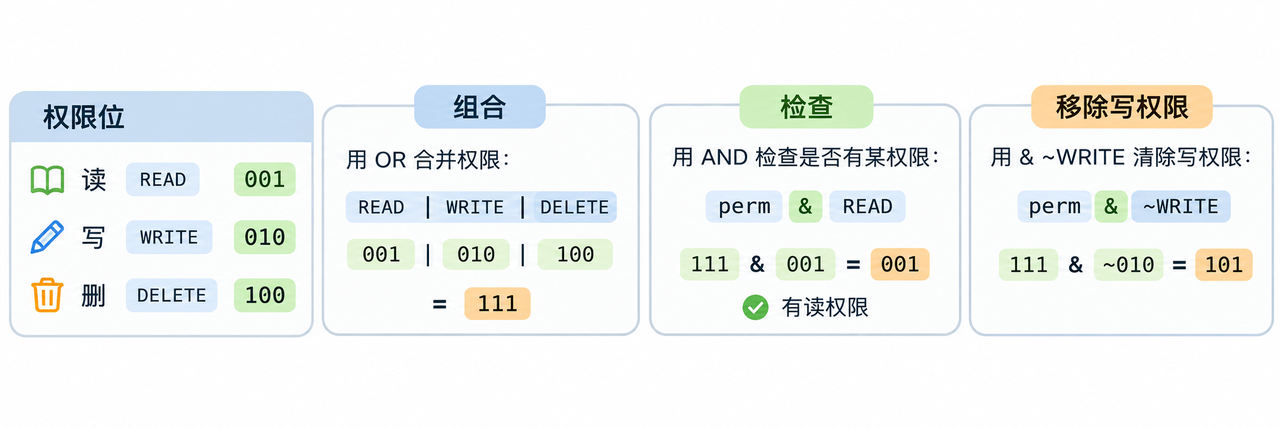 权限位
读 READ 001
写 WRITE 010
删 DELETE 100
组合
用 OR 合并权限：
READ | WRITE | DELETE
001 | 010 | 100
= 111
检查
用 AND 检查是否有某权限：
perm & READ
111 & 001 = 001
有读权限
移除写权限
用 & ~WRITE 清除写权限：
perm & ~WRITE
111 & ~010 = 101